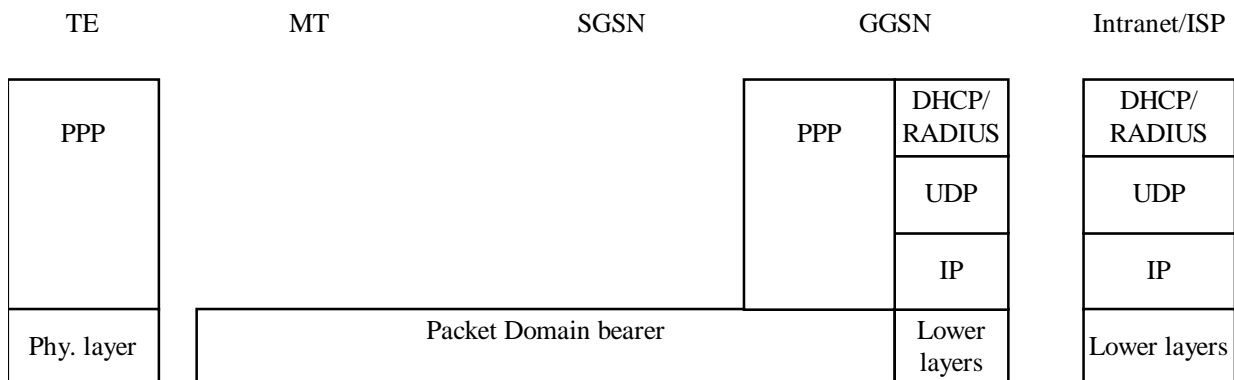 TE MT SGSN GGSN Intranet/ISP
PPP PPP DHCP/ DHCP/
RADIUS RADIUS
UDP UDP
IP IP
Phy. layer Packet Domain bearer Lower Lower layers
layers